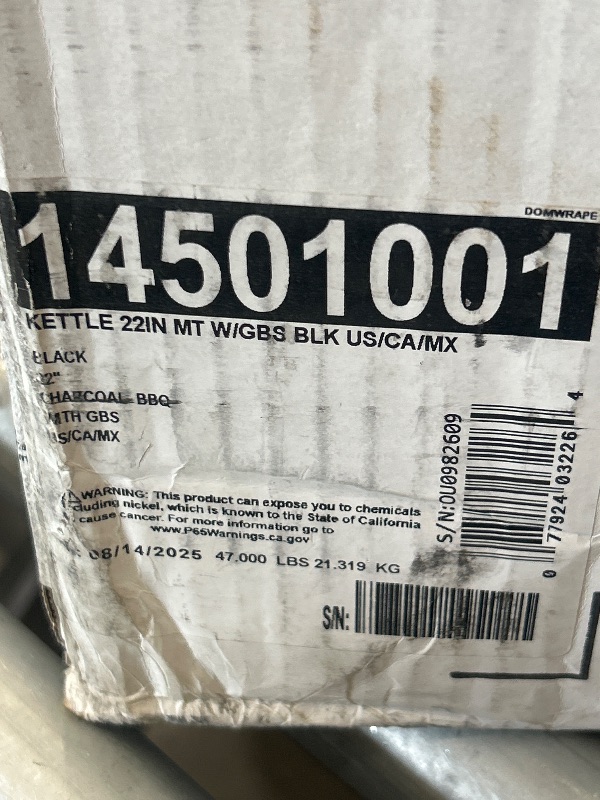 DOMWRAPE
14501001
KETTLE 22IN MT W/GBS BLK US/CA/MX
BLACK
22"
CHARCOAL BBQ
WITH GBS
US/CA/MX
WARNING: This product can expose you to chemicals
cluding nickel, which is known to the State of California
cause cancer. For more information go to
www.P65Warnings.ca.gov
08/14/2025 47.000 LBS 21.319 KG
S/N:OU0982609
0 77924 03226 4
S/N: